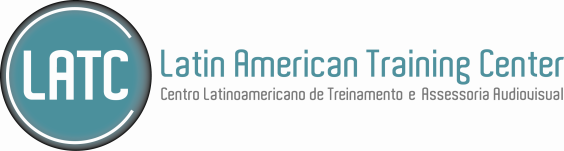 LATC
Latin American Training Center
Centro Latinoamericano de Treinamento e Assessoria Audiovisual